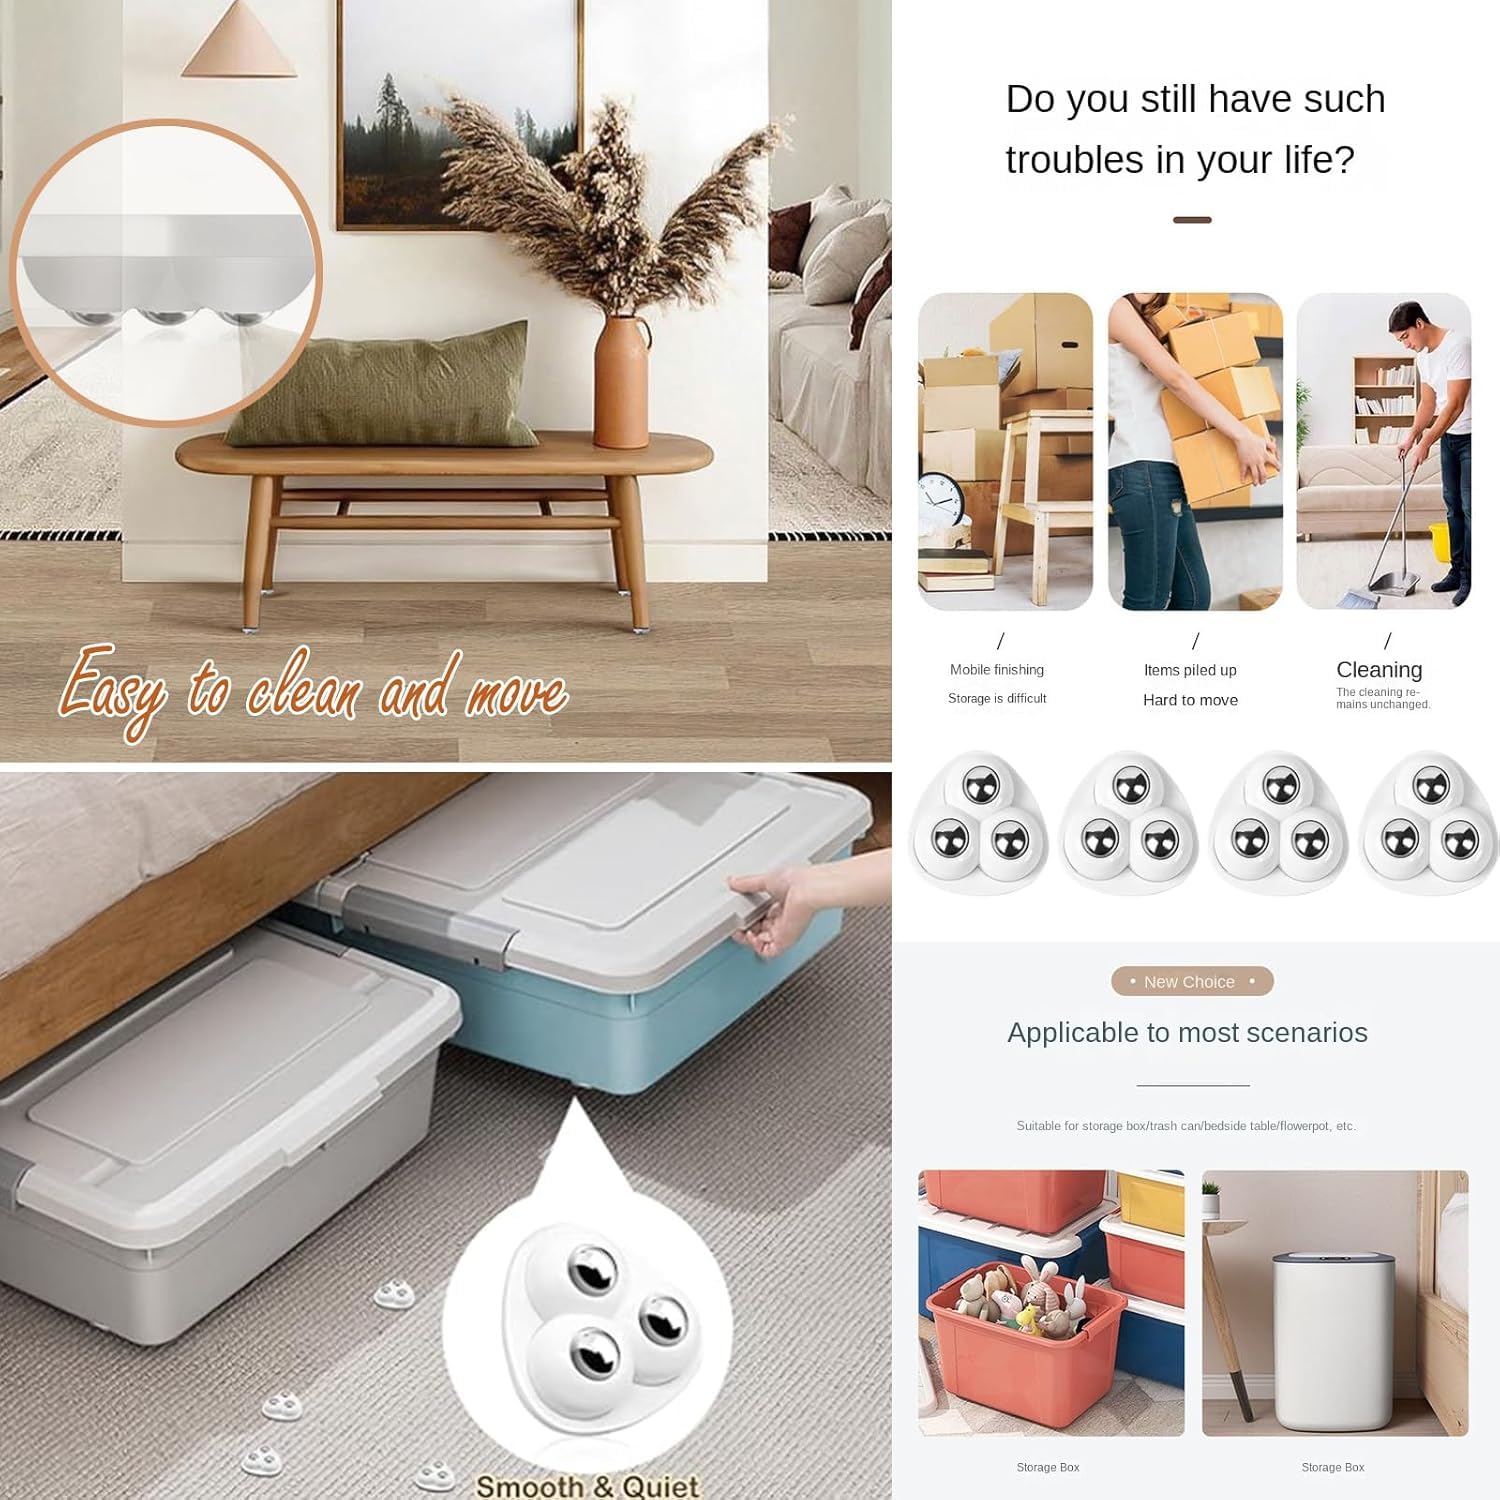 Easy to clean and move
Smooth & Quiet
Do you still have such
troubles in your life?
/
/
/
Mobile finishing
Storage is difficult
Items piled up
Hard to move
Cleaning
The cleaning re-
mains unchanged.
• New Choice •
Applicable to most scenarios
Suitable for storage box/trash can/bedside table/flowerpot, etc.
Storage Box
Storage Box